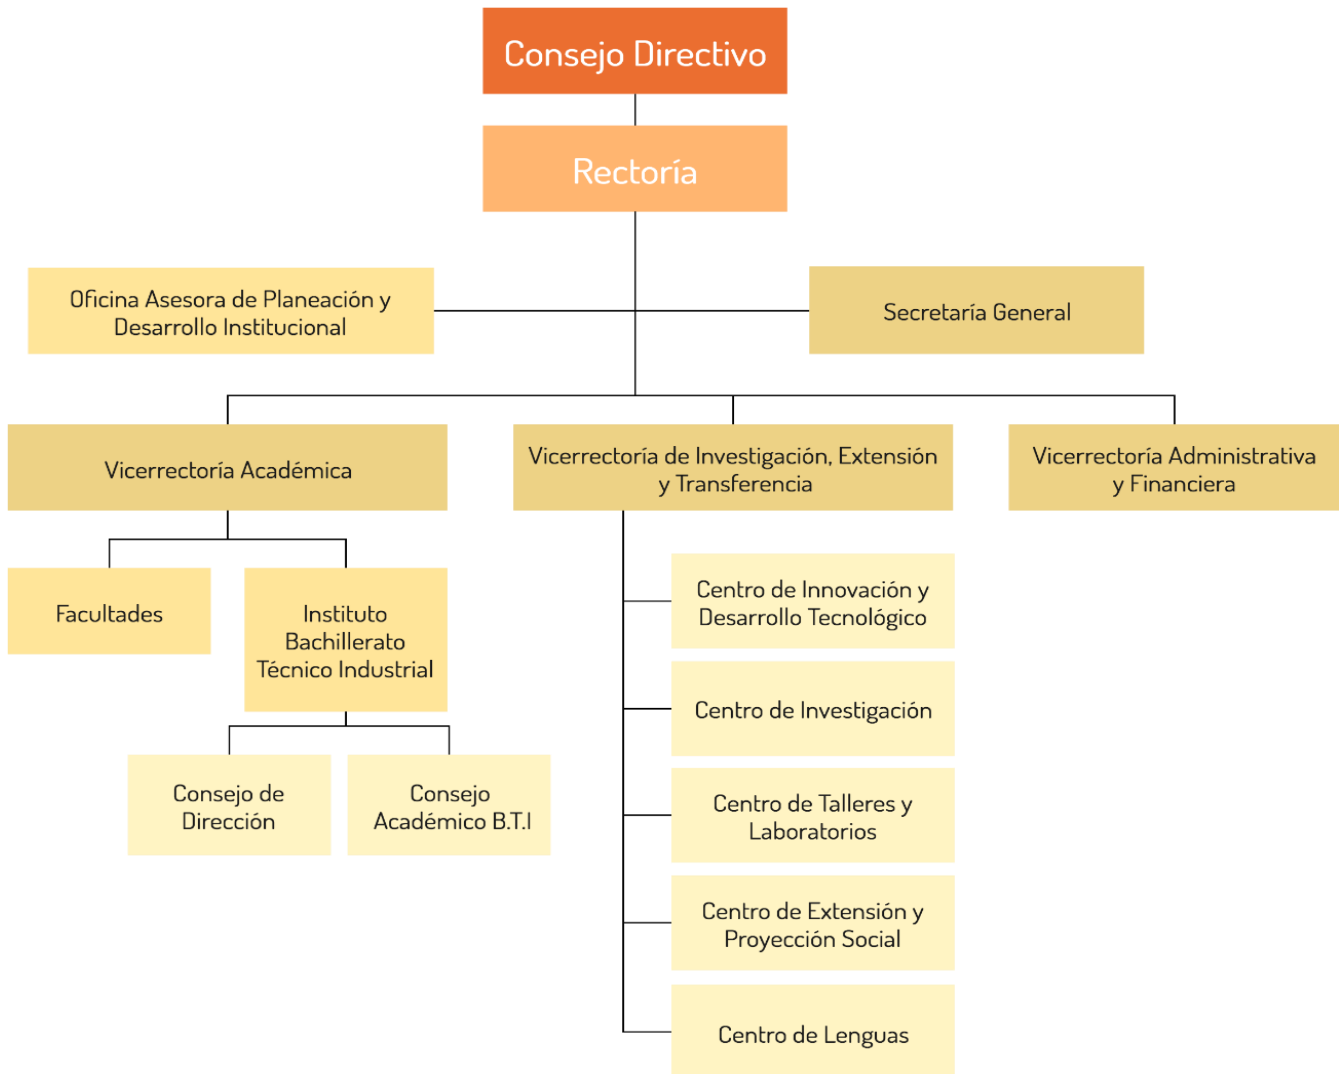 Consejo Directivo
Rectoría
Oficina Asesora de Planeación y
Desarrollo Institucional
Secretaría General
Vicerrectoría Académica
Vicerrectoría de Investigación, Extensión
y Transferencia
Vicerrectoría Administrativa
y Financiera
Facultades
Instituto
Bachillerato
Técnico Industrial
Consejo de
Dirección
Consejo
Académico B.T.I
Centro de Innovación y
Desarrollo Tecnológico
Centro de Investigación
Centro de Talleres y
Laboratorios
Centro de Extensión y
Proyección Social
Centro de Lenguas